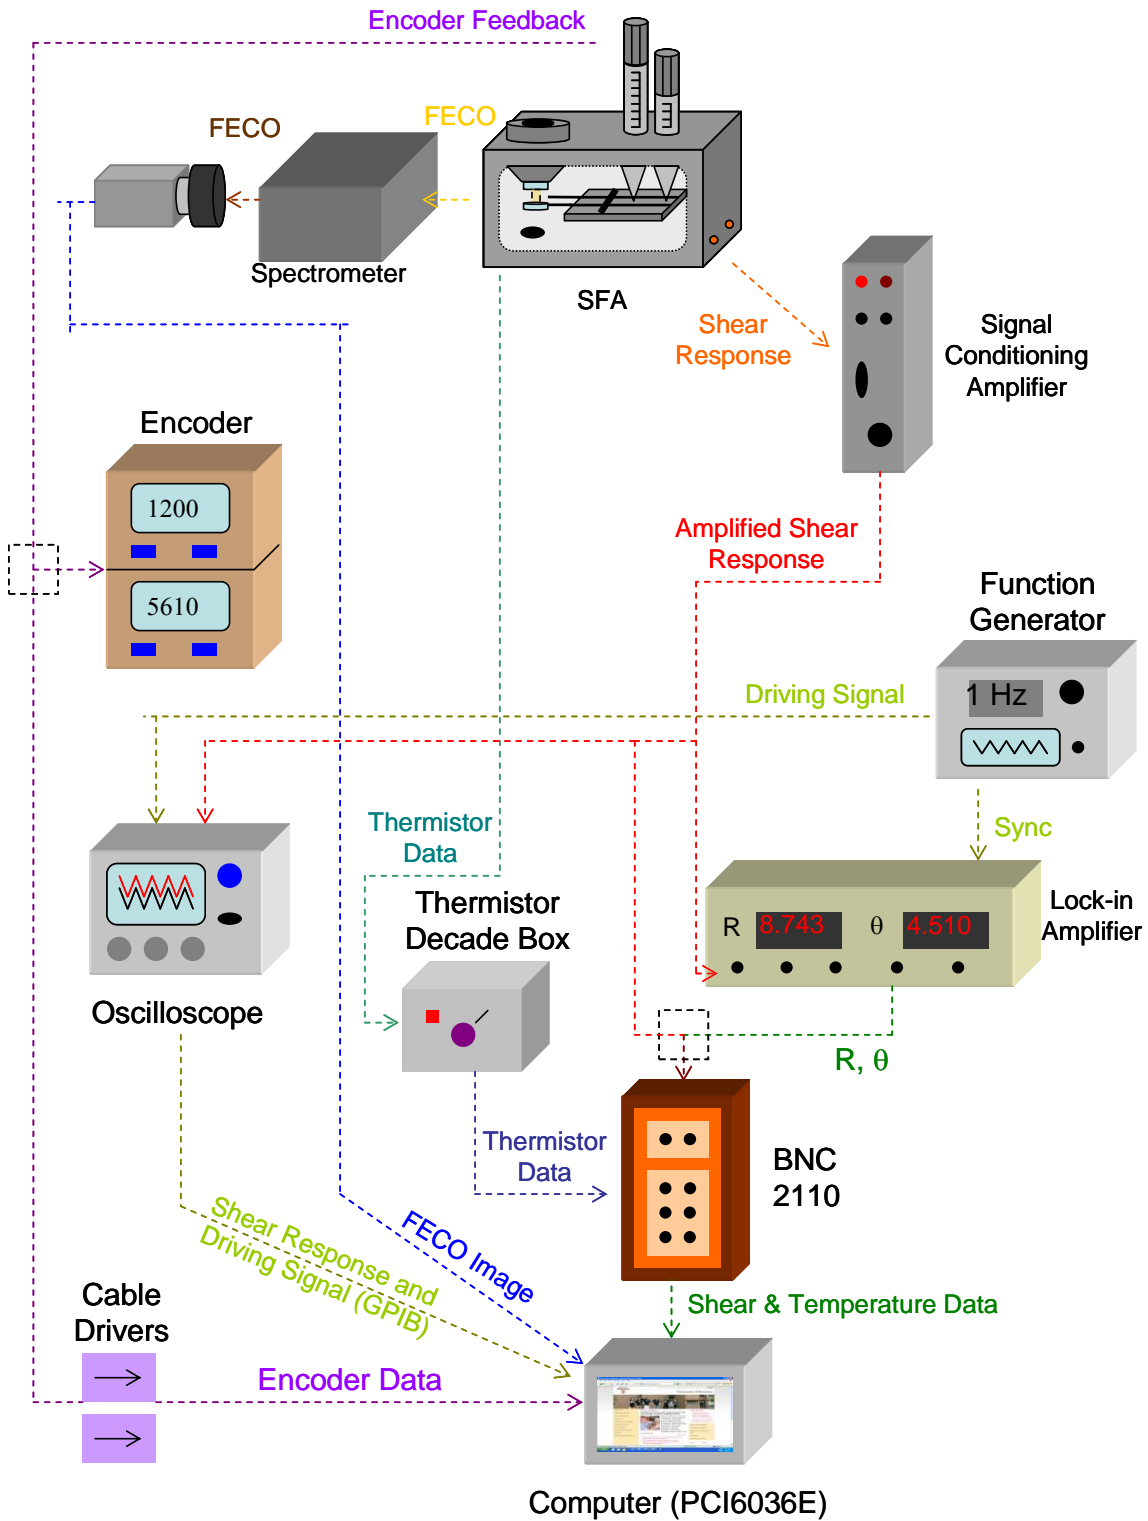 Encoder Feedback
FECO
FECO
Spectrometer
SFA
Shear
Response
Signal
Conditioning
Amplifier
Encoder
1200
5610
Amplified Shear
Response
Function
Generator
1 Hz
Driving Signal
Sync
Thermistor
Data
Thermistor
Decade Box
Lock-in
Amplifier
R 8.743 θ 4.510
Oscilloscope
R, θ
Thermistor
Data
BNC
2110
Shear Response and
Driving Signal (GPIB)
FECO Image
Shear & Temperature Data
Cable
Drivers
Encoder Data
Computer (PCI6036E)